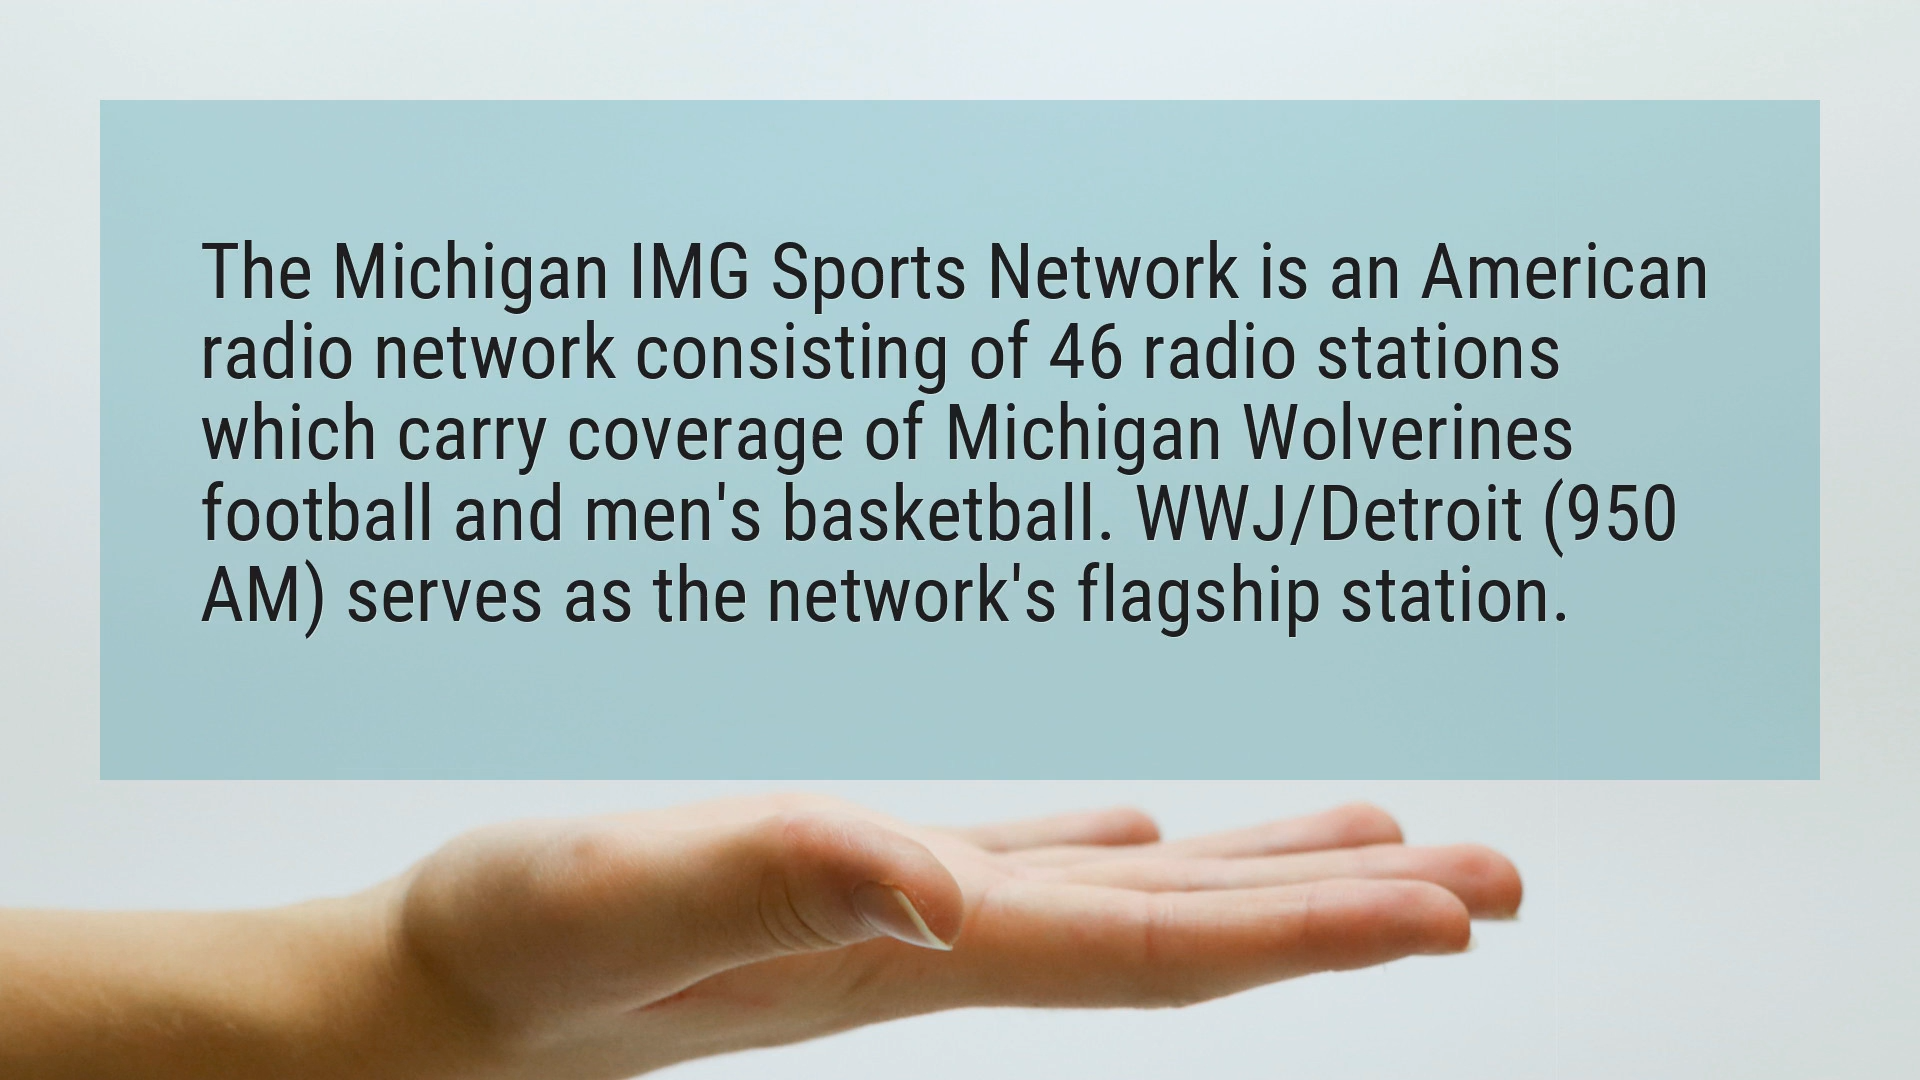 The Michigan IMG Sports Network is an American
radio network consisting of 46 radio stations
which carry coverage of Michigan Wolverines
football and men's basketball. WWJ/Detroit (950
AM) serves as the network's flagship station.